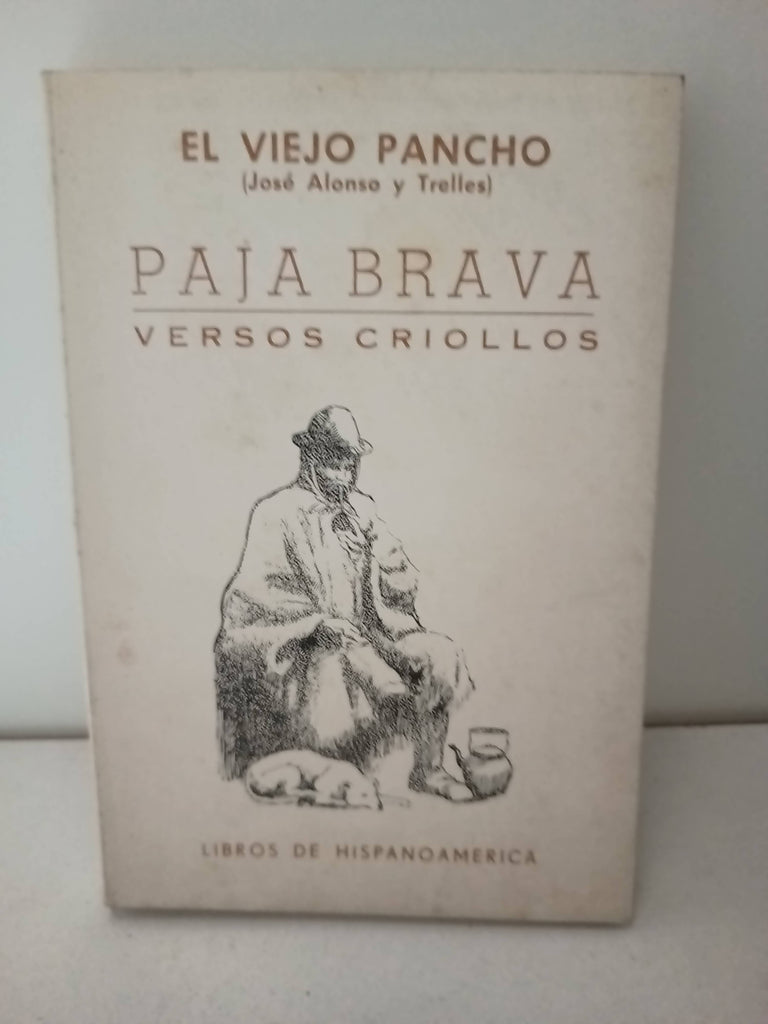 EL VIEJO PANCHO
(José Alonso y Trelles)
PAJA BRAVA
VERSOS CRIOLLOS
LIBROS DE HISPANOAMERICA